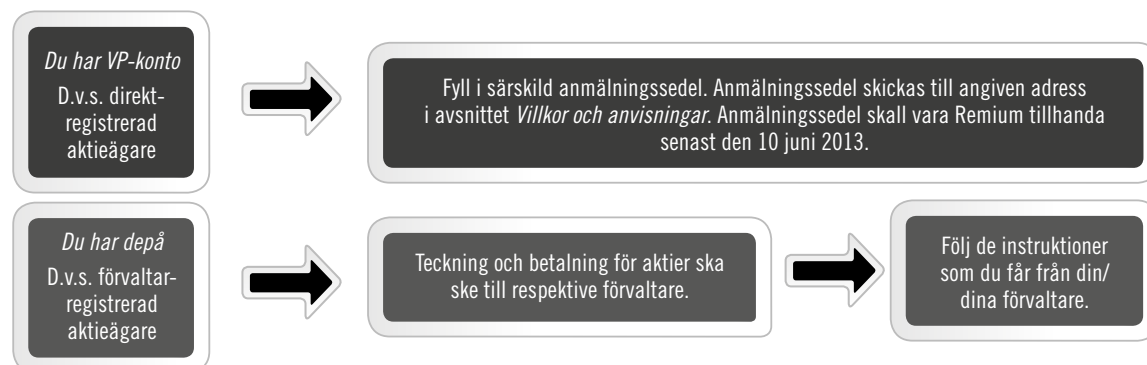 Du har VP-konto
D.v.s. direkt-
registrerad
aktieägare
Fyll i särskild anmälningssedel. Anmälningssedel skickas till angiven adress
i avsnittet Villkor och anvisningar. Anmälningssedel skall vara Remium tillhanda
senast den 10 juni 2013.
Du har depå
D.v.s. förvaltar-
registrerad
aktieägare
Teckning och betalning för aktier ska
ske till respektive förvaltare.
Följ de instruktioner
som du får från din/
dina förvaltare.